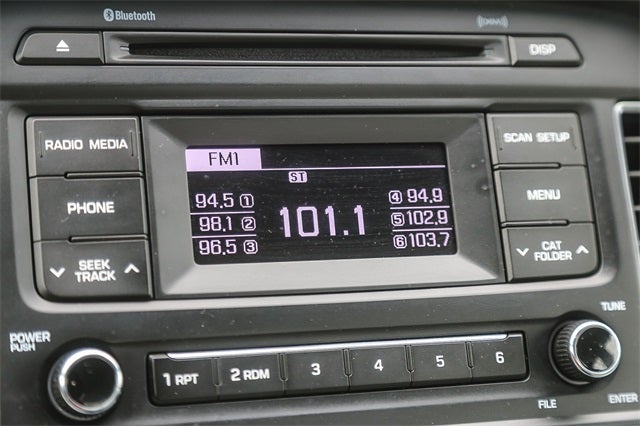 Bluetooth
DISP
RADIO MEDIA
PHONE
SEEK
TRACK
FM1
ST
94.5 1
98.1 2
96.5 3
101.1
4 94.9
5 102.9
6 103.7
SCAN SETUP
MENU
CAT
FOLDER
POWER
PUSH
1 RPT
2 RDM
3
4
5
6
TUNE
FILE
ENTER